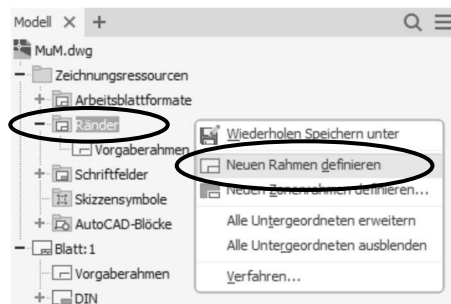 Modell
MuM.dwg
Zeichnungsressourcen
Arbeitsblattformate
Ränder
Vorgaberahmen
Schriftfelder
Skizzensymbole
AutoCAD-Blöcke
Blatt:1
Vorgaberahmen
DIN
Wiederholen Speichern unter
Neuen Rahmen definieren
Neuen Zonenrahmen definieren...
Alle Untergeordneten erweitern
Alle Untergeordneten ausblenden
Verfahren...